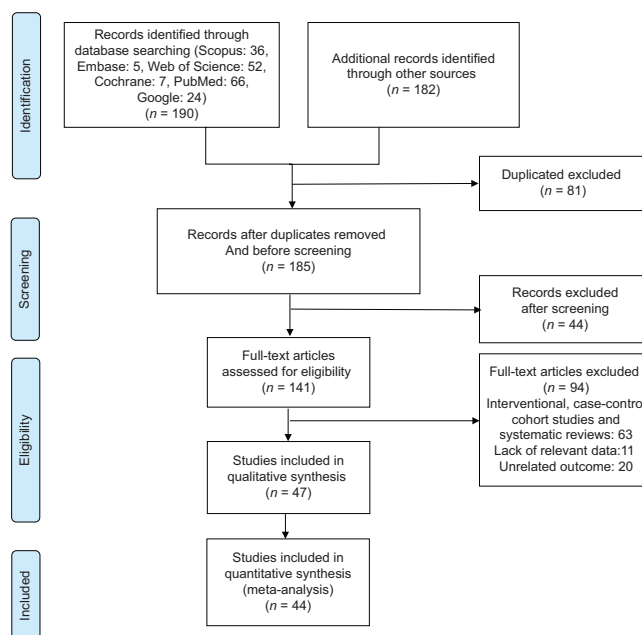 Identification
Records identified through
database searching (Scopus: 36,
Embase: 5, Web of Science: 52,
Cochrane: 7, PubMed: 66,
Google: 24)
(n = 190)
Additional records identified
through other sources
(n = 182)
Duplicated excluded
(n = 81)
Screening
Records after duplicates removed
And before screening
(n = 185)
Records excluded
after screening
(n = 44)
Eligibility
Full-text articles
assessed for eligibility
(n = 141)
Full-text articles excluded
(n = 94)
Interventional, case-contro
cohort studies and
systematic reviews: 63
Lack of relevant data:11
Unrelated outcome: 20
Studies included in
qualitative synthesis
(n = 47)
Included
Studies included in
quantitative synthesis
(meta-analysis)
(n = 44)